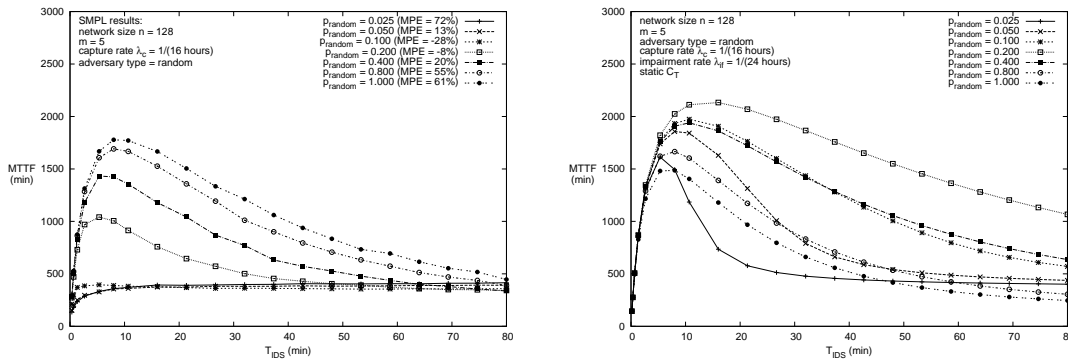 SMPL results:
network size n = 128
m = 5
capture rate λc = 1/(16 hours)
adversary type = random
prandom = 0.025 (MPE = 72%)
prandom = 0.050 (MPE = 13%)
prandom = 0.100 (MPE = -28%)
prandom = 0.200 (MPE = -8%)
prandom = 0.400 (MPE = 20%)
prandom = 0.800 (MPE = 55%)
prandom = 1.000 (MPE = 61%)
3000
2500
2000
1500
1000
500
0
MTTF
(min)
0 10 20 30 40 50 60 70 80
TIDS (min)
network size n = 128
m = 5
adversary type = random
capture rate λc = 1/(16 hours)
impairment rate λif = 1/(24 hours)
static CT
prandom = 0.025
prandom = 0.050
prandom = 0.100
prandom = 0.200
prandom = 0.400
prandom = 0.800
prandom = 1.000
3000
2500
2000
1500
1000
500
0
MTTF
(min)
0 10 20 30 40 50 60 70 80
TIDS (min)